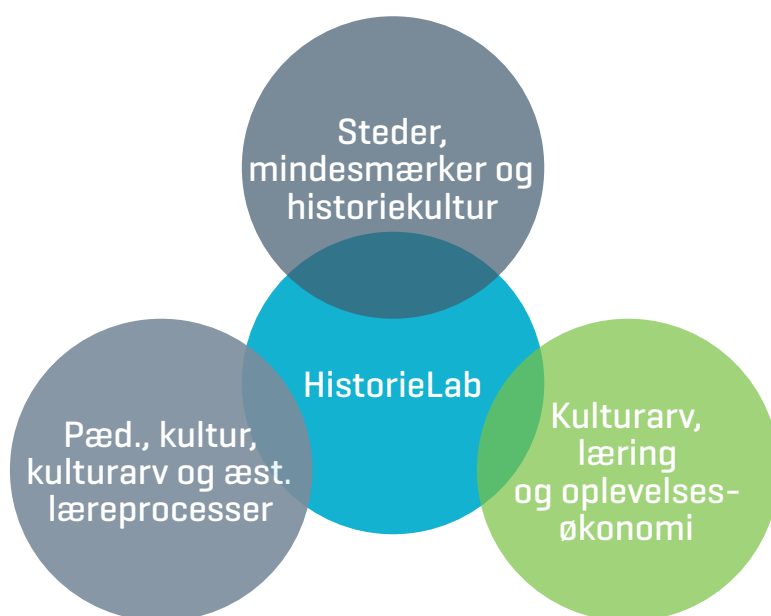 Steder,
mindesmærker og
historiekultur
HistorieLab
Pæd., kultur,
kulturarv og æst.
læreprocesser
Kulturarv,
læring
og oplevelses-
økonomi